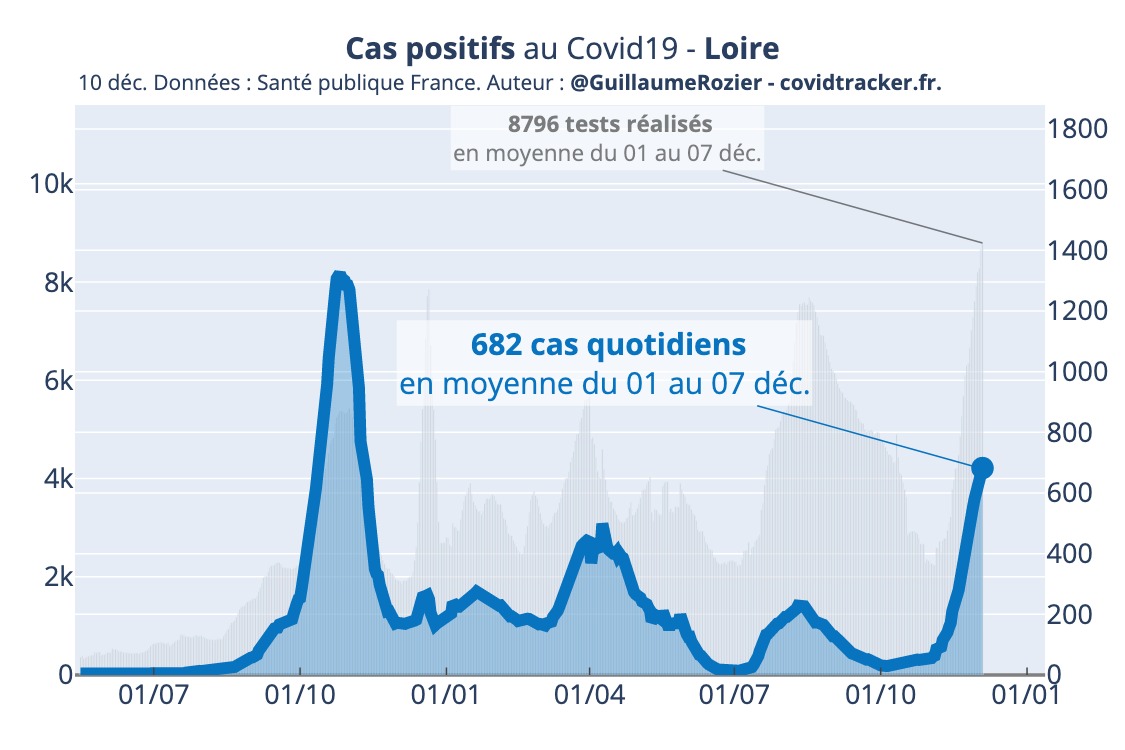 Cas positifs au Covid19 - Loire
10 déc. Données : Santé publique France. Auteur : @GuillaumeRozier - covidtracker.fr.
8796 tests réalisés
en moyenne du 01 au 07 déc.
682 cas quotidiens
en moyenne du 01 au 07 déc.
10k
8k
6k
4k
2k
0
1800
1600
1400
1200
1000
800
600
400
200
0
01/07
01/10
01/01
01/04
01/07
01/10
01/01